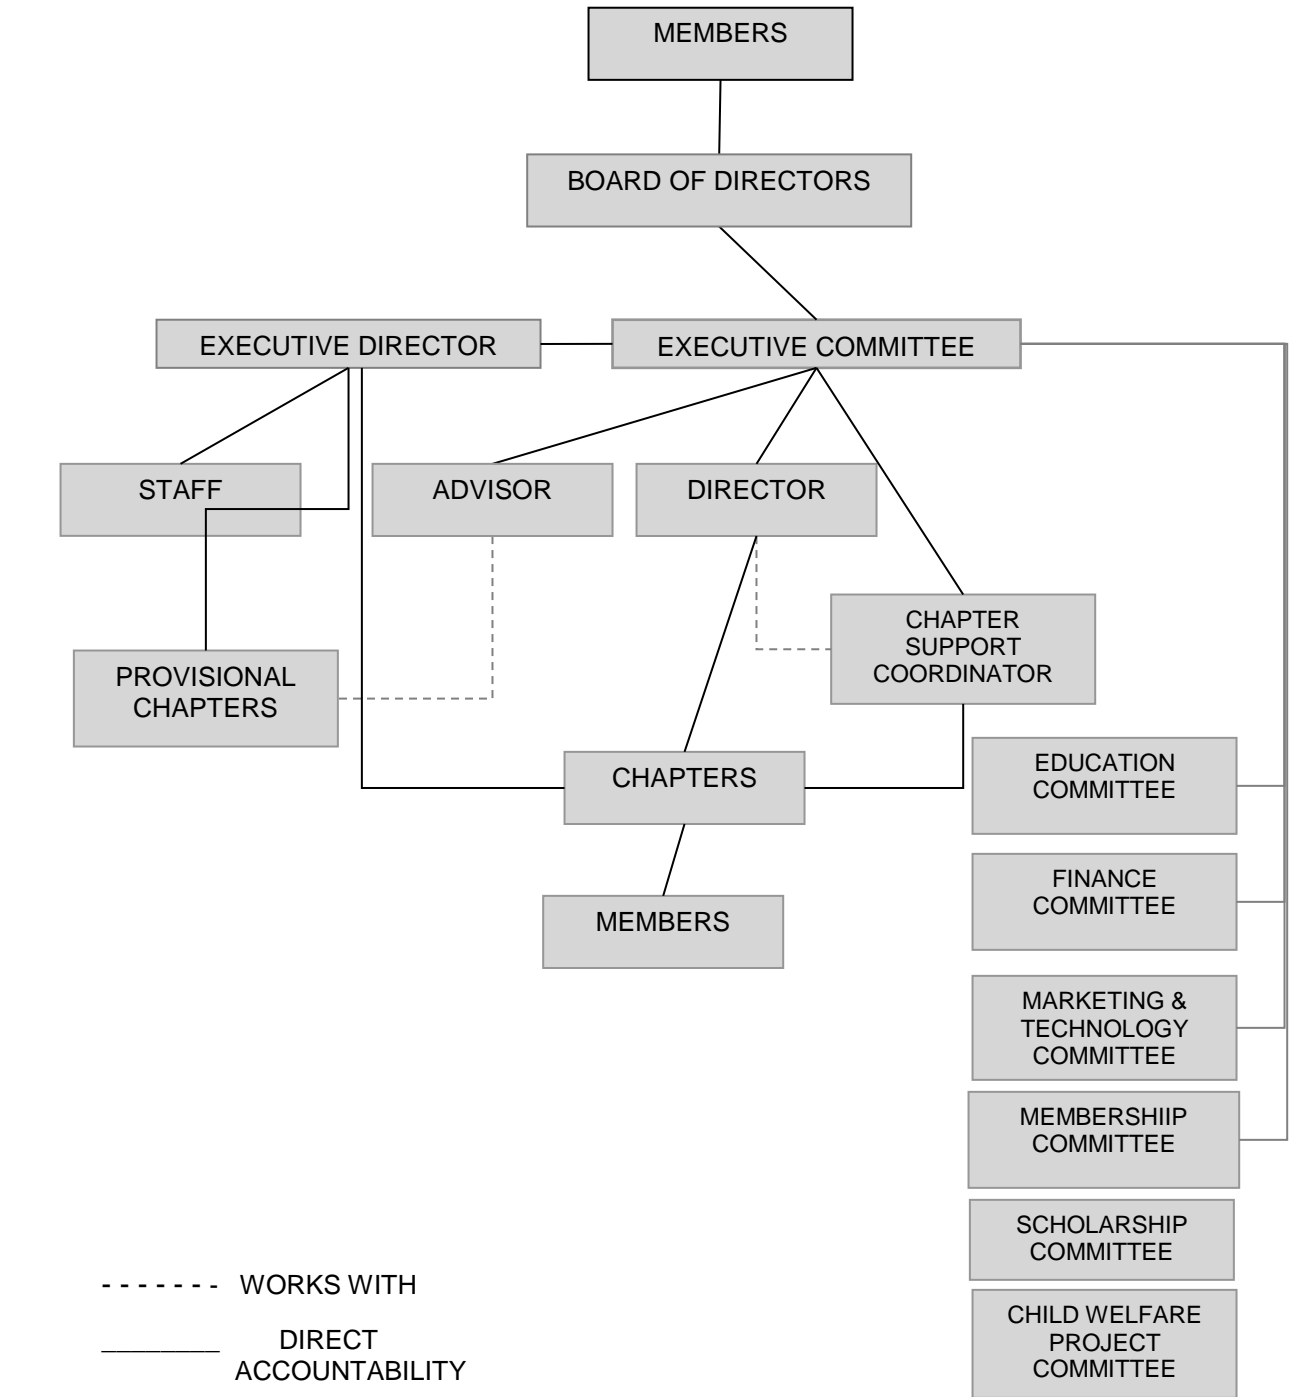 MEMBERS
BOARD OF DIRECTORS
EXECUTIVE DIRECTOR
EXECUTIVE COMMITTEE
STAFF
ADVISOR
DIRECTOR
CHAPTER
SUPPORT
COORDINATOR
PROVISIONAL
CHAPTERS
CHAPTERS
EDUCATION
COMMITTEE
FINANCE
COMMITTEE
MEMBERS
MARKETING &
TECHNOLOGY
COMMITTEE
MEMBERSHIIP
COMMITTEE
SCHOLARSHIP
COMMITTEE
CHILD WELFARE
PROJECT
COMMITTEE
- - - - - - - WORKS WITH
________ DIRECT
ACCOUNTABILITY